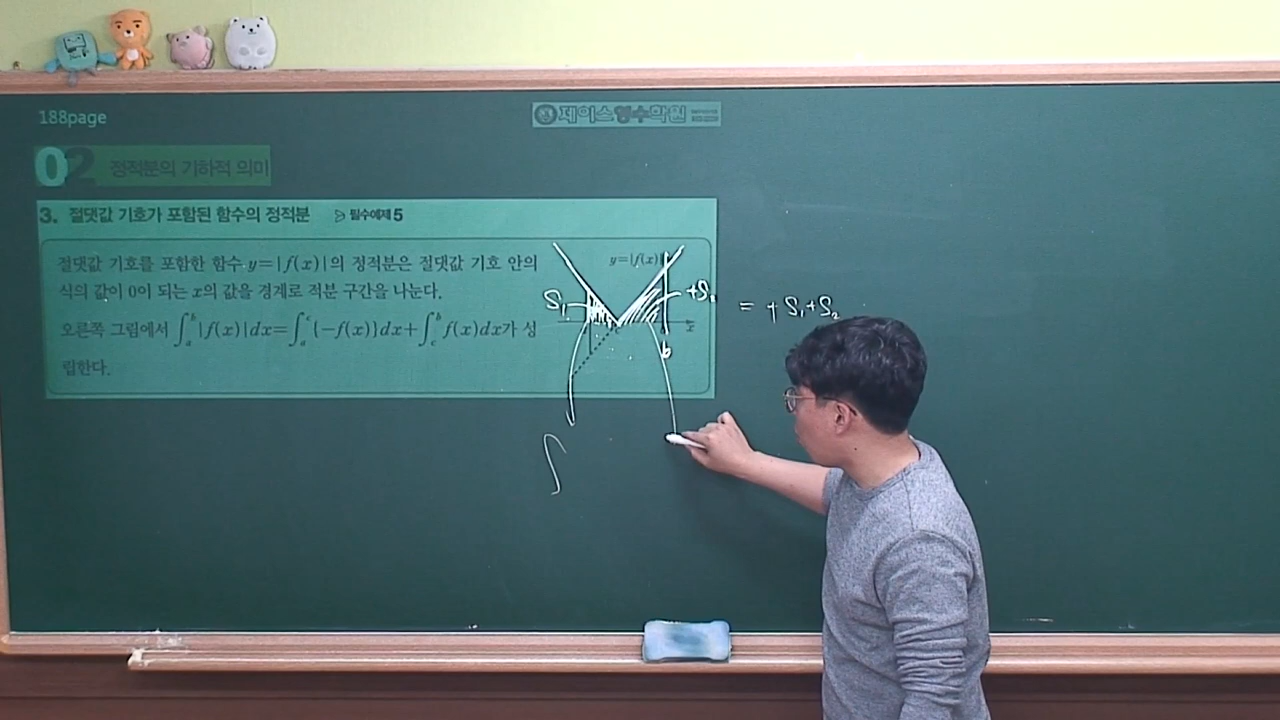 188page
제이스형수학원
02 정적분의 기하적 의미
3. 절댓값 기호가 포함된 함수의 정적분 ▷ 필수예제 5
절댓값 기호를 포함한 함수 y=|f(x)|의 정적분은 절댓값 기호 안의
식의 값이 0이 되는 x의 값을 경계로 적분 구간을 나눈다.
오른쪽 그림에서 ∫_a^b|f(x)|dx=∫_a^c{-f(x)}dx+∫_c^b f(x)dx가 성
립한다.
y=|f(x)|
S₁
+S₂ = +S₁+S₂
c
x
b
∫